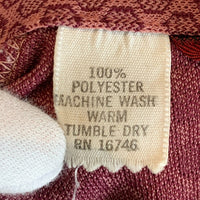 100%
POLYESTER
MACHINE WASH
WARM
TUMBLE DRY
RN 16746